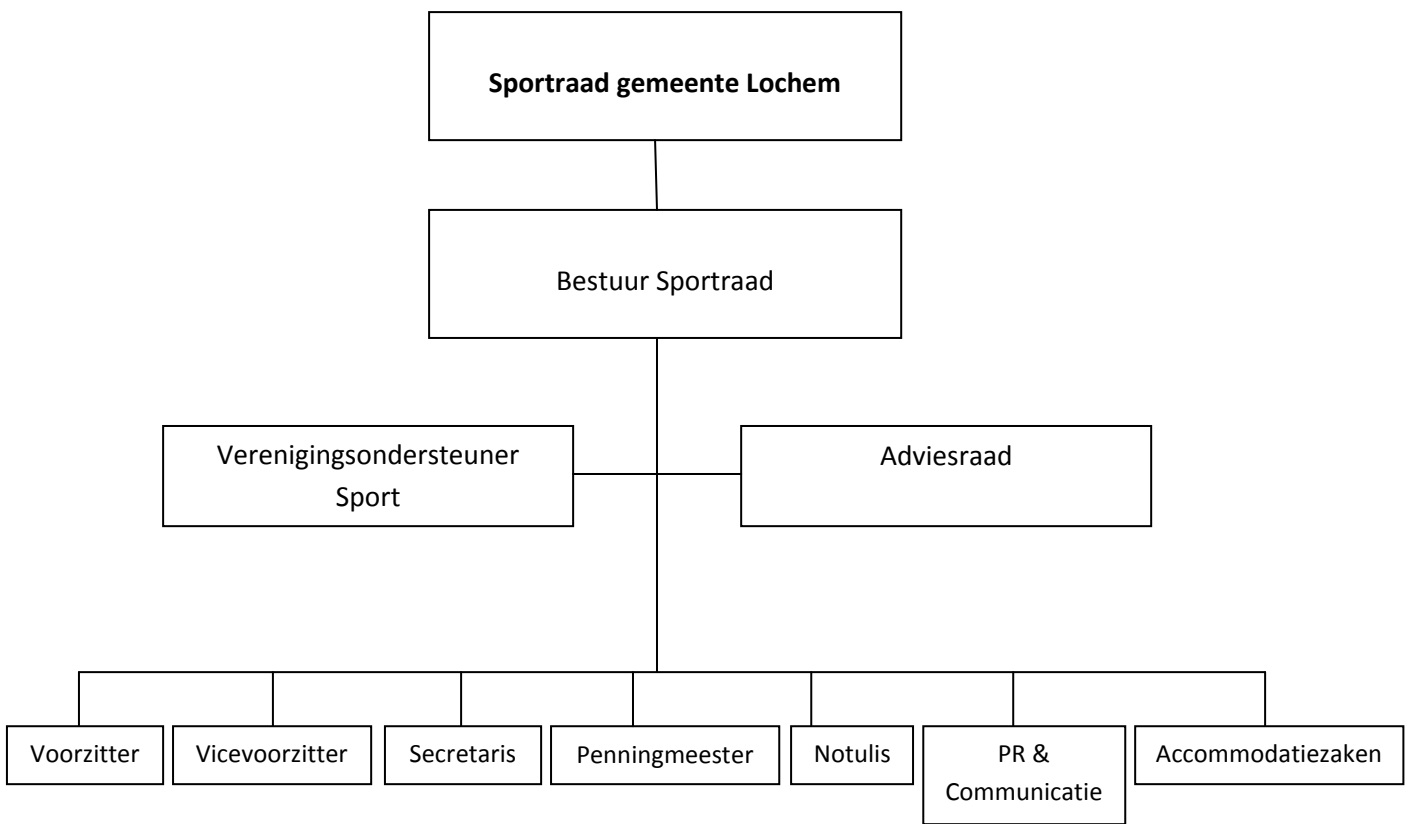 Sportraad gemeente Lochem
Bestuur Sportraad
Verenigingsondersteuner
Sport
Adviesraad
Voorzitter
Vicevoorzitter
Secretaris
Penningmeester
Notulis
PR &
Communicatie
Accommodatiezaken